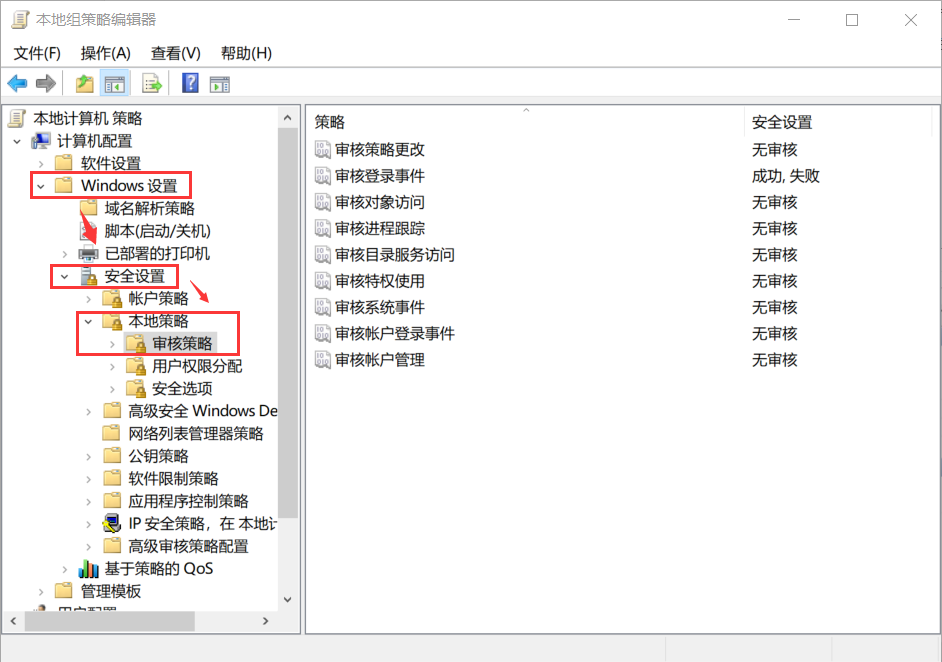 本地组策略编辑器
文件(F) 操作(A) 查看(V) 帮助(H)
本地计算机 策略
计算机配置
软件设置
Windows 设置
域名解析策略
脚本(启动/关机)
已部署的打印机
安全设置
帐户策略
本地策略
审核策略
用户权限分配
安全选项
高级安全 Windows De
网络列表管理器策略
公钥策略
软件限制策略
应用程序控制策略
IP 安全策略，在 本地计
高级审核策略配置
基于策略的 QoS
管理模板
用户配置
策略 安全设置
审核策略更改 无审核
审核登录事件 成功, 失败
审核对象访问 无审核
审核进程跟踪 无审核
审核目录服务访问 无审核
审核特权使用 无审核
审核系统事件 无审核
审核帐户登录事件 无审核
审核帐户管理 无审核